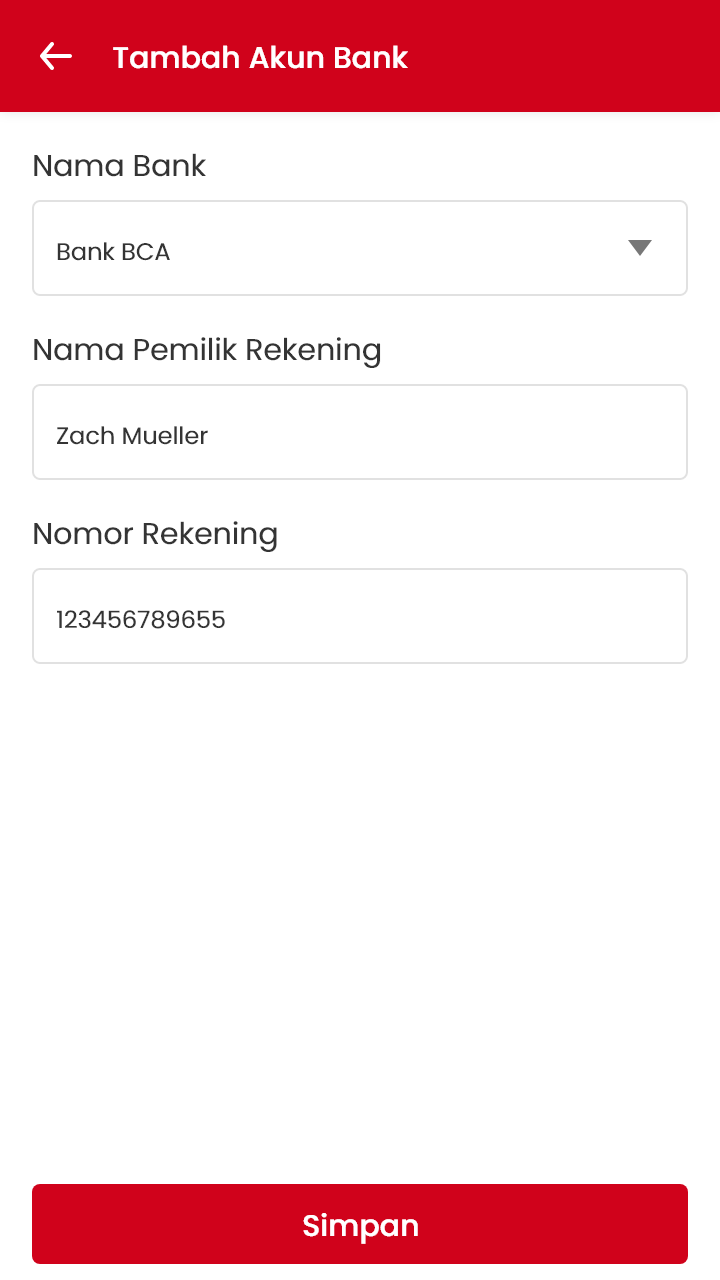 Tambah Akun Bank
Nama Bank
Bank BCA
Nama Pemilik Rekening
Zach Mueller
Nomor Rekening
123456789655
Simpan